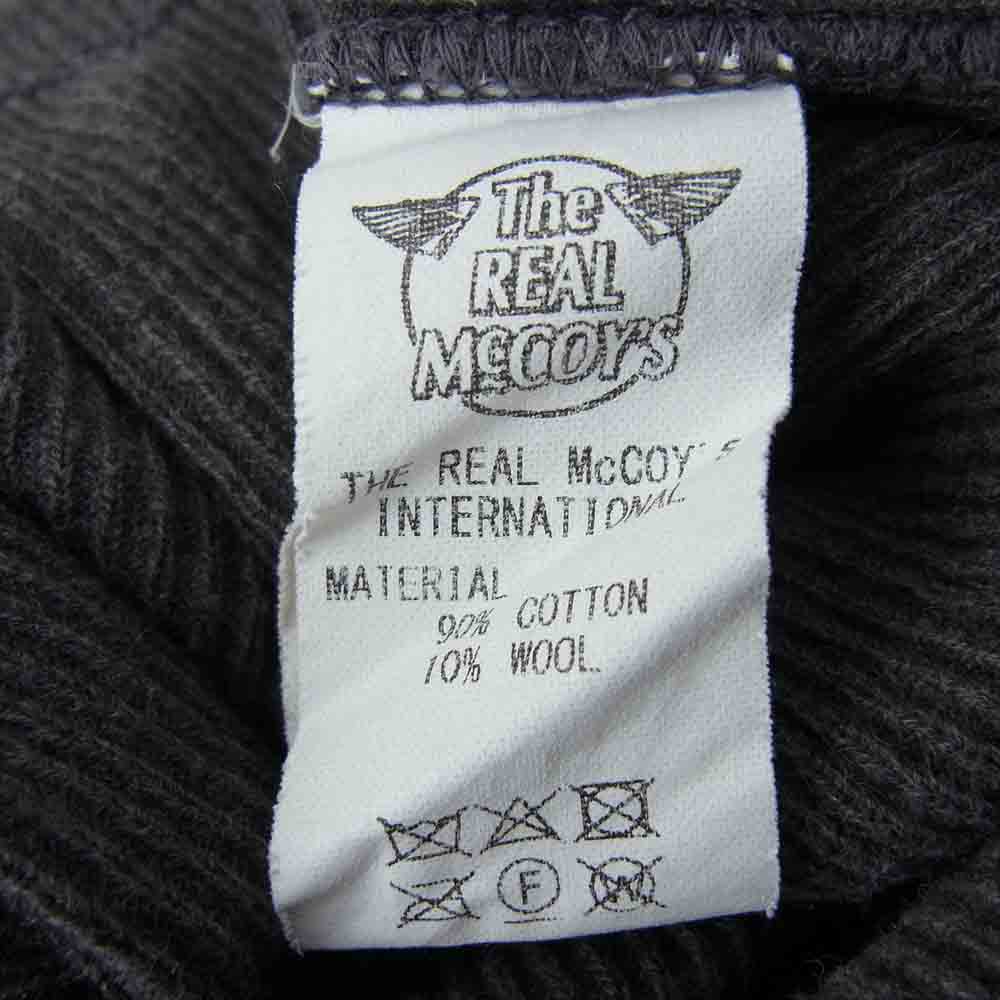 The
REAL
McCOY'S
THE REAL McCOY'S
INTERNATIONAL
MATERIAL
90% COTTON
10% WOOL
F
W